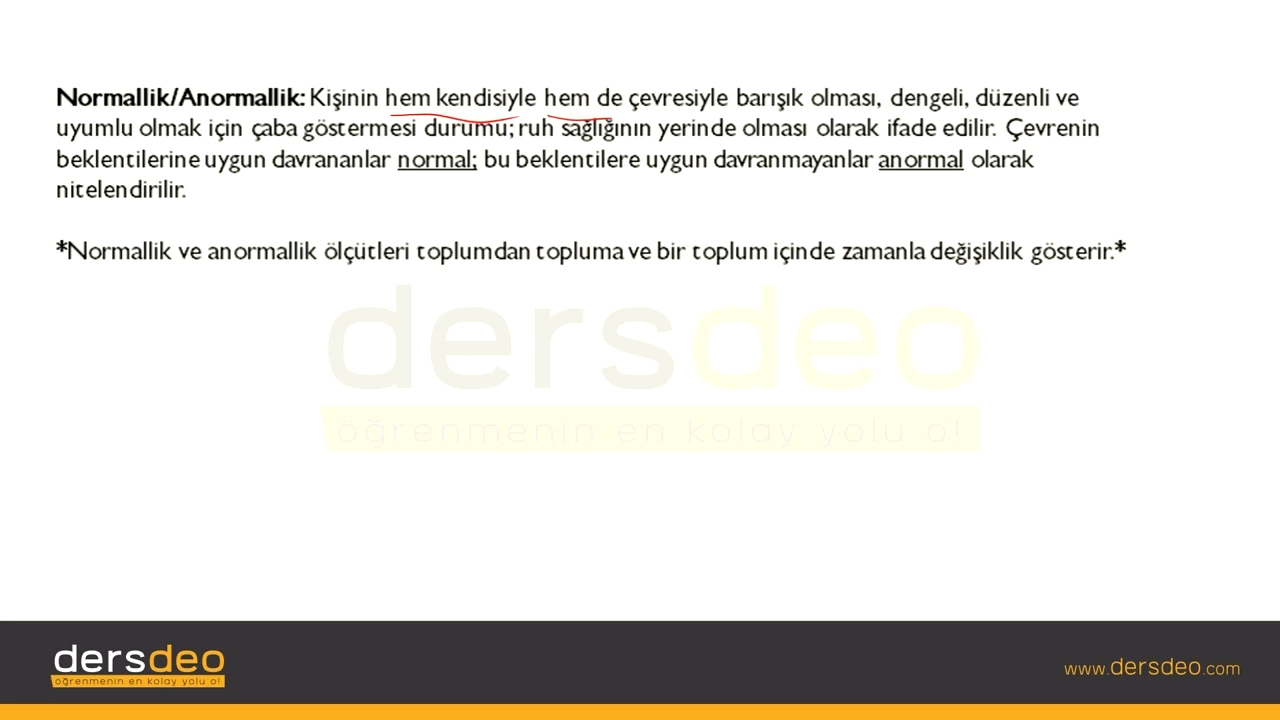 Normallik/Anormallik: Kişinin hem kendisiyle hem de çevresiyle barışık olması, dengeli, düzenli ve
uyumlu olmak için çaba göstermesi durumu; ruh sağlığının yerinde olması olarak ifade edilir. Çevrenin
beklentilerine uygun davrananlar normal; bu beklentilere uygun davranmayanlar anormal olarak
nitelendirilir.
*Normallik ve anormallik ölçütleri toplumdan topluma ve bir toplum içinde zamanla değişiklik gösterir.*
dersdeo
öğrenmenin en kolay yolu o!
dersdeo
öğrenmenin en kolay yolu o!
www.dersdeo.com